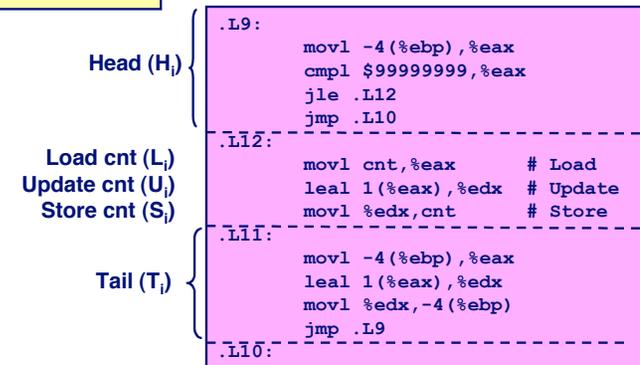 .L9:
movl -4(%ebp),%eax
Head (Hi)
cmpl $99999999,%eax
jle .L12
jmp .L10
.L12:
Load cnt (Li)
movl cnt,%eax # Load
Update cnt (Ui)
leal 1(%eax),%edx # Update
Store cnt (Si)
movl %edx,cnt # Store
.L11:
movl -4(%ebp),%eax
Tail (Ti)
leal 1(%eax),%edx
movl %edx,-4(%ebp)
jmp .L9
.L10: